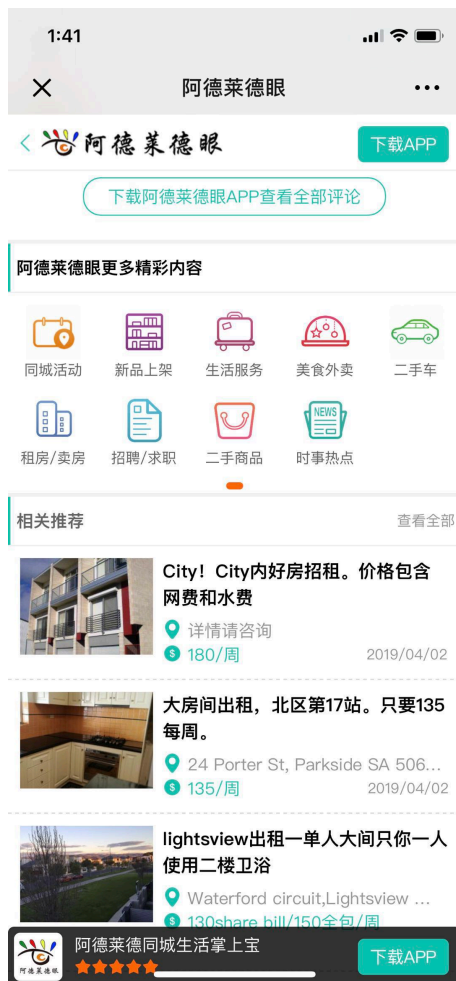 1:41
阿德莱德眼
阿德莱德眼
下载APP
下载阿德莱德眼APP查看全部评论
阿德莱德眼更多精彩内容
同城活动 新品上架 生活服务 美食外卖 二手车
NEWS
租房/卖房 招聘/求职 二手商品 时事热点
相关推荐 查看全部
City！City内好房招租。价格包含
网费和水费
详情请咨询
180/周 2019/04/02
大房间出租，北区第17站。只要135
每周。
24 Porter St, Parkside SA 506...
135/周 2019/04/02
lightsview出租一单人大间只你一人
使用二楼卫浴
Waterford circuit,Lightsview ...
130share bill/150全包/周
阿德莱德同城生活掌上宝
阿德莱德眼
下载APP